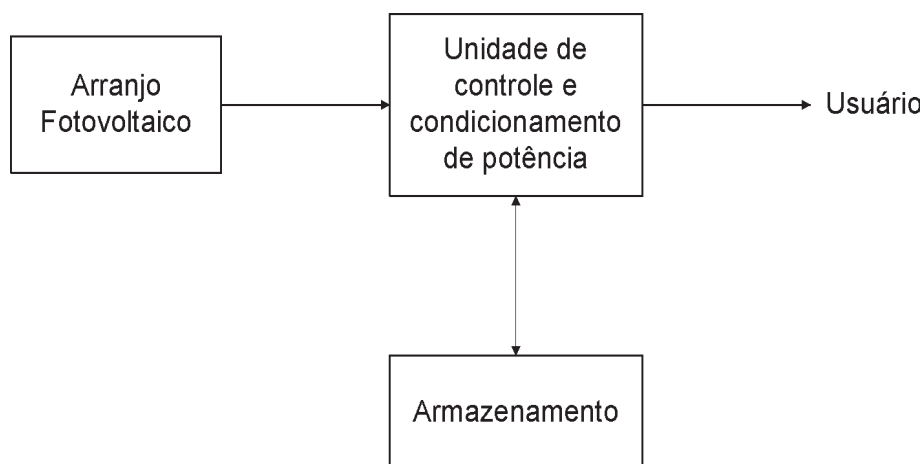 Arranjo
Fotovoltaico
Unidade de
controle e
condicionamento
de potência
Usuário
Armazenamento